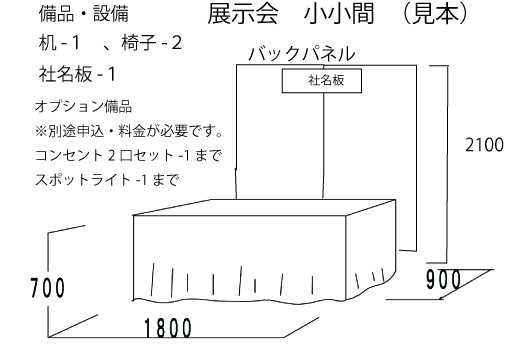 備品・設備
展示会 小小間 （見本）
机 -１ 、椅子 -２
社名板 -１
バックパネル
社名板
オプション備品
※別途申込・料金が必要です。
コンセント２口セット -1 まで
スポットライト -1 まで
2100
700
900
1800